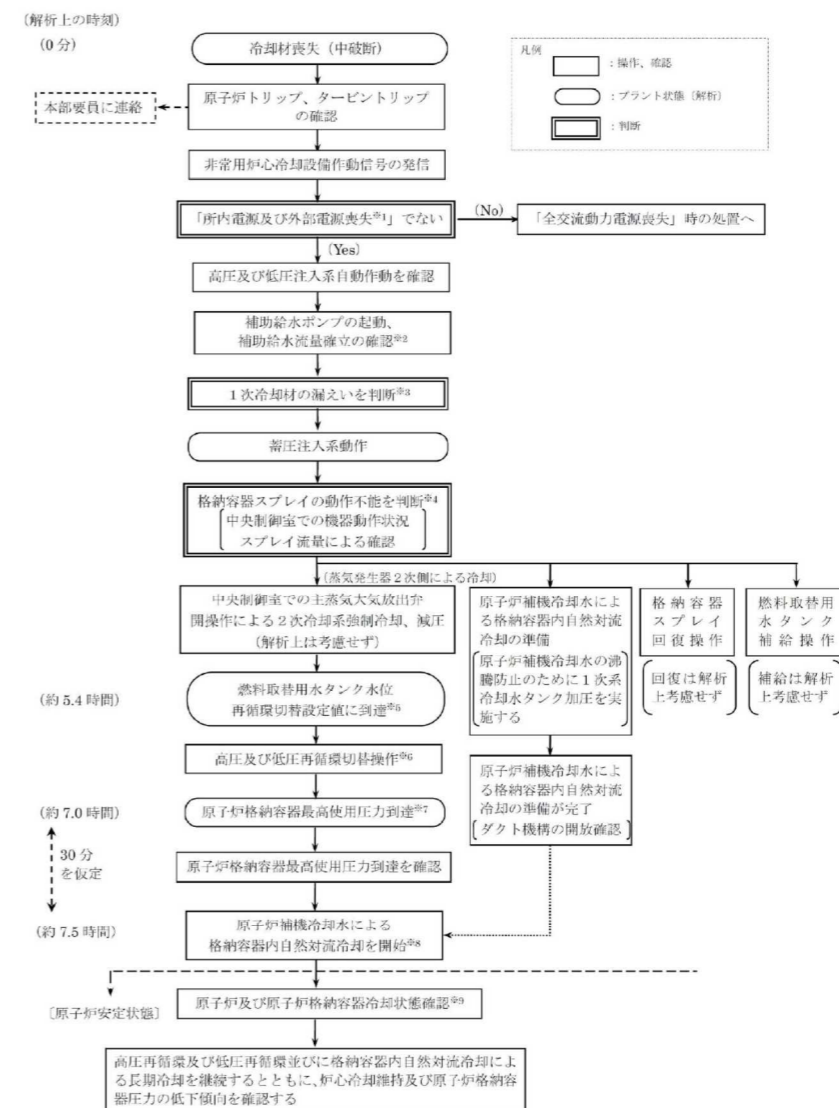 (解析上の時刻)
(0 分)
冷却材喪失 (中破断)
凡例
:操作、確認
:プラント状態 (解析)
:判断
本部要員に連絡
原子炉トリップ、タービントリップ
の確認
非常用炉心冷却設備作動信号の発信
「所内電源及び外部電源喪失※1」でない
(No)
「全交流動力電源喪失」時の処置へ
(Yes)
高圧及び低圧注入系自動作動を確認
補助給水ポンプの起動、
補助給水流量確立の確認※2
1次冷却材の漏えいを判断※3
蓄圧注入系動作
格納容器スプレイの動作不能を判断※4
中央制御室での機器動作状況
スプレイ流量による確認
(蒸気発生器2次側による冷却)
中央制御室での主蒸気大気放出弁
開操作による2次冷却系強制冷却、減圧
(解析上は考慮せず)
原子炉補機冷却水によ
る格納容器内自然対流
冷却の準備
原子炉補機冷却水の沸
騰防止のために1次系
冷却水タンク加圧を実
施する
格納容器
スプレイ
回復操作
回復は解析
上考慮せず
燃料取替用
水タンク
補給操作
補給は解析
上考慮せず
(約 5.4 時間)
燃料取替用水タンク水位
再循環切替設定値に到達※5
高圧及び低圧再循環切替操作※6
原子炉補機冷却水によ
る格納容器内自然対流
冷却の準備が完了
ダクト機構の開放確認
(約 7.0 時間)
原子炉格納容器最高使用圧力到達※7
30 分
を仮定
原子炉格納容器最高使用圧力到達を確認
(約 7.5 時間)
原子炉補機冷却水による
格納容器内自然対流冷却を開始※8
〔原子炉安定状態〕
原子炉及び原子炉格納容器冷却状態確認※9
高圧再循環及び低圧再循環並びに格納容器内自然対流冷却によ
る長期冷却を継続するとともに、炉心冷却維持及び原子炉格納容
器圧力の低下傾向を確認する